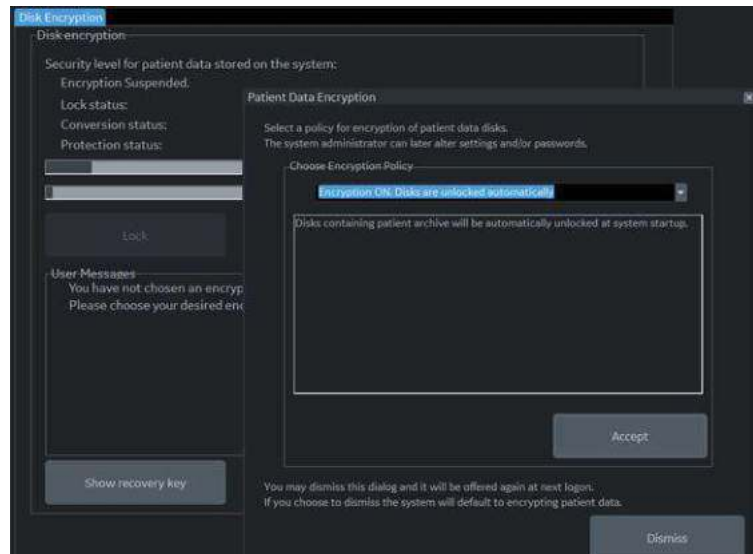 Disk Encryption
Disk encryption
Security level for patient data stored on the system:
Encryption Suspended.
Lock status:
Conversion status:
Protection status:
Lock
User Messages
You have not chosen an encryp
Please choose your desired en
Show recovery key
Patient Data Encryption
Select a policy for encryption of patient data disks.
The system administrator can later alter settings and/or passwords.
Choose Encryption Policy
Encryption ON. Disks are unlocked automatically
Disks containing patient archive will be automatically unlocked at system startup.
Accept
You may dismiss this dialog and it will be offered again at next logon.
If you choose to dismiss the system will default to encrypting patient data.
Dismiss